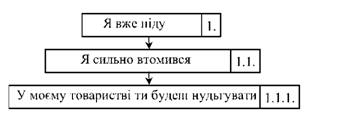 Я вже піду 1.
Я сильно втомився 1.1.
У моєму товаристві ти будеш нудьгувати 1.1.1.